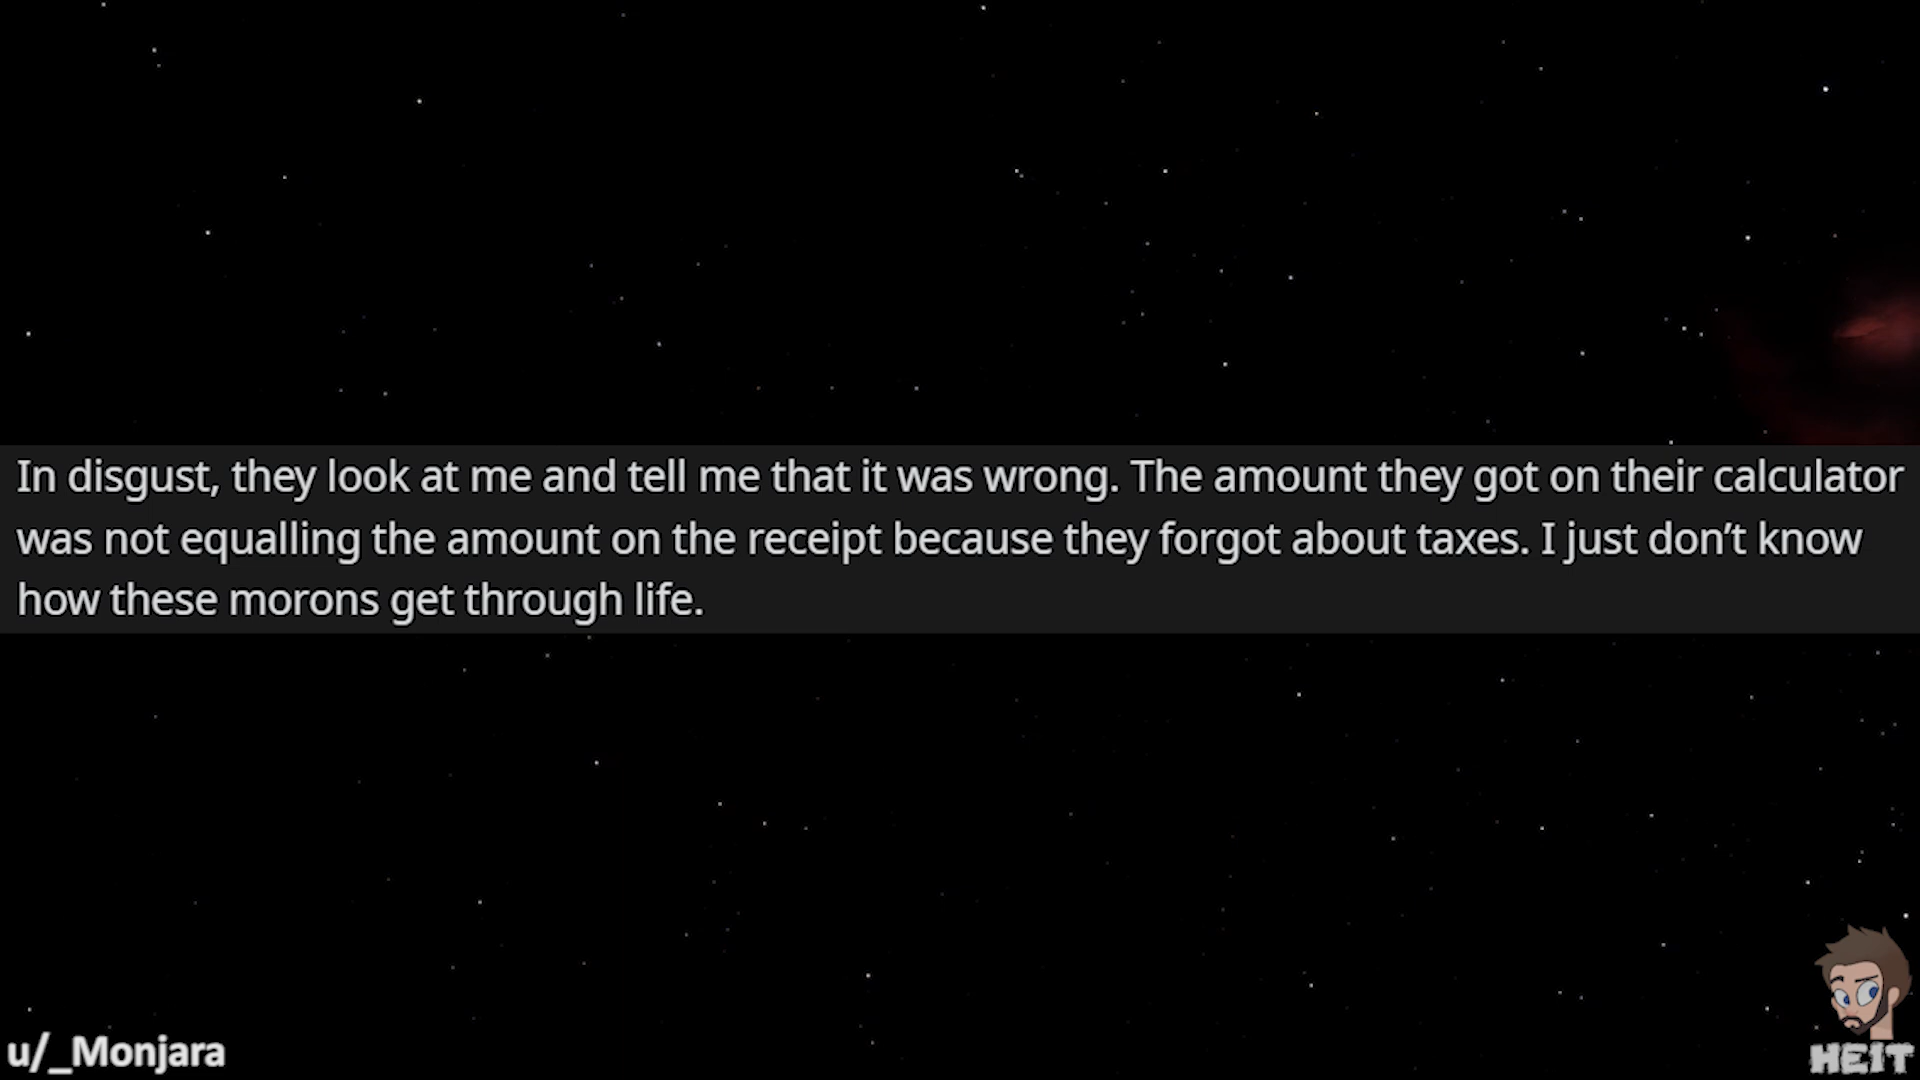 In disgust, they look at me and tell me that it was wrong. The amount they got on their calculator
was not equalling the amount on the receipt because they forgot about taxes. I just don’t know
how these morons get through life.
u/_Monjara
HEIT